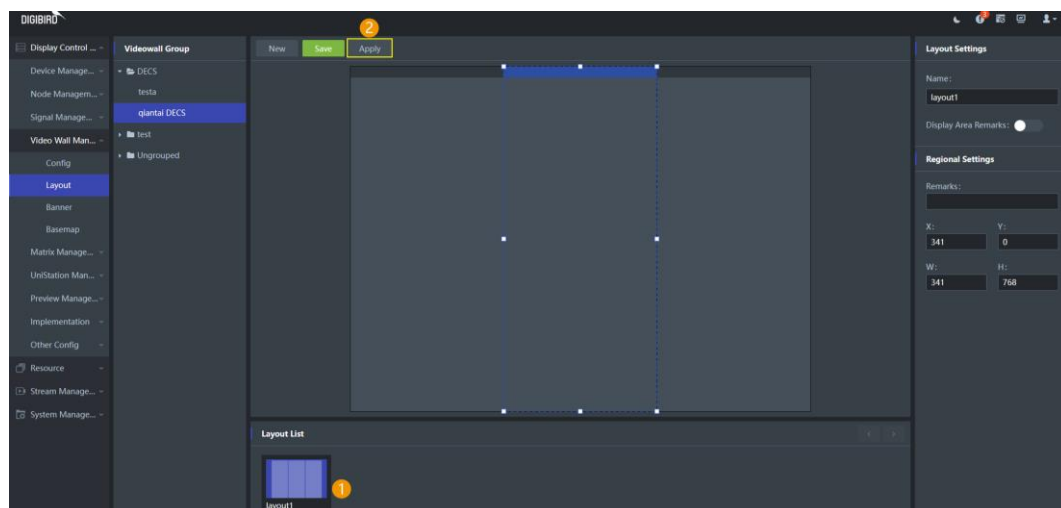 DIGIBIRD
2
Display Control ...
Device Manage...
Node Managem...
Signal Manage...
Video Wall Man...
Config
Layout
Banner
Basemap
Matrix Manage...
UniStation Man...
Preview Manage...
Implementation
Other Config
Resource
Stream Manage...
System Manage...
Videowall Group
DECS
testa
qiantai DECS
test
Ungrouped
New Save Apply
Layout List
1
layout1
Layout Settings
Name:
layout1
Display Area Remarks:
Regional Settings
Remarks:
X: Y:
341 0
W: H:
341 768